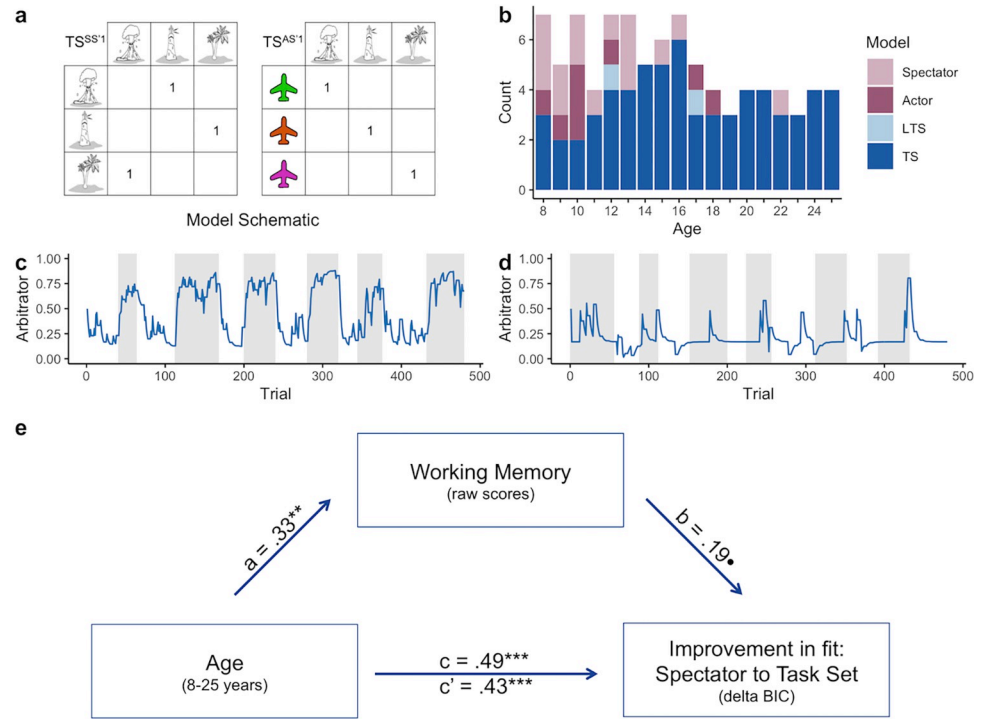 a
TSSS'1
1
1
1
TSAS'1
1
1
1
Model Schematic
b
Count
6
4
2
0
8 10 12 14 16 18 20 22 24
Age
Model
Spectator
Actor
LTS
TS
c
Arbitrator
1.00
0.75
0.50
0.25
0.00
0 100 200 300 400 500
Trial
d
Arbitrator
1.00
0.75
0.50
0.25
0.00
0 100 200 300 400 500
Trial
e
Working Memory
(raw scores)
a = .33**
b = .19•
Age
(8-25 years)
c = .49***
c' = .43***
Improvement in fit:
Spectator to Task Set
(delta BIC)